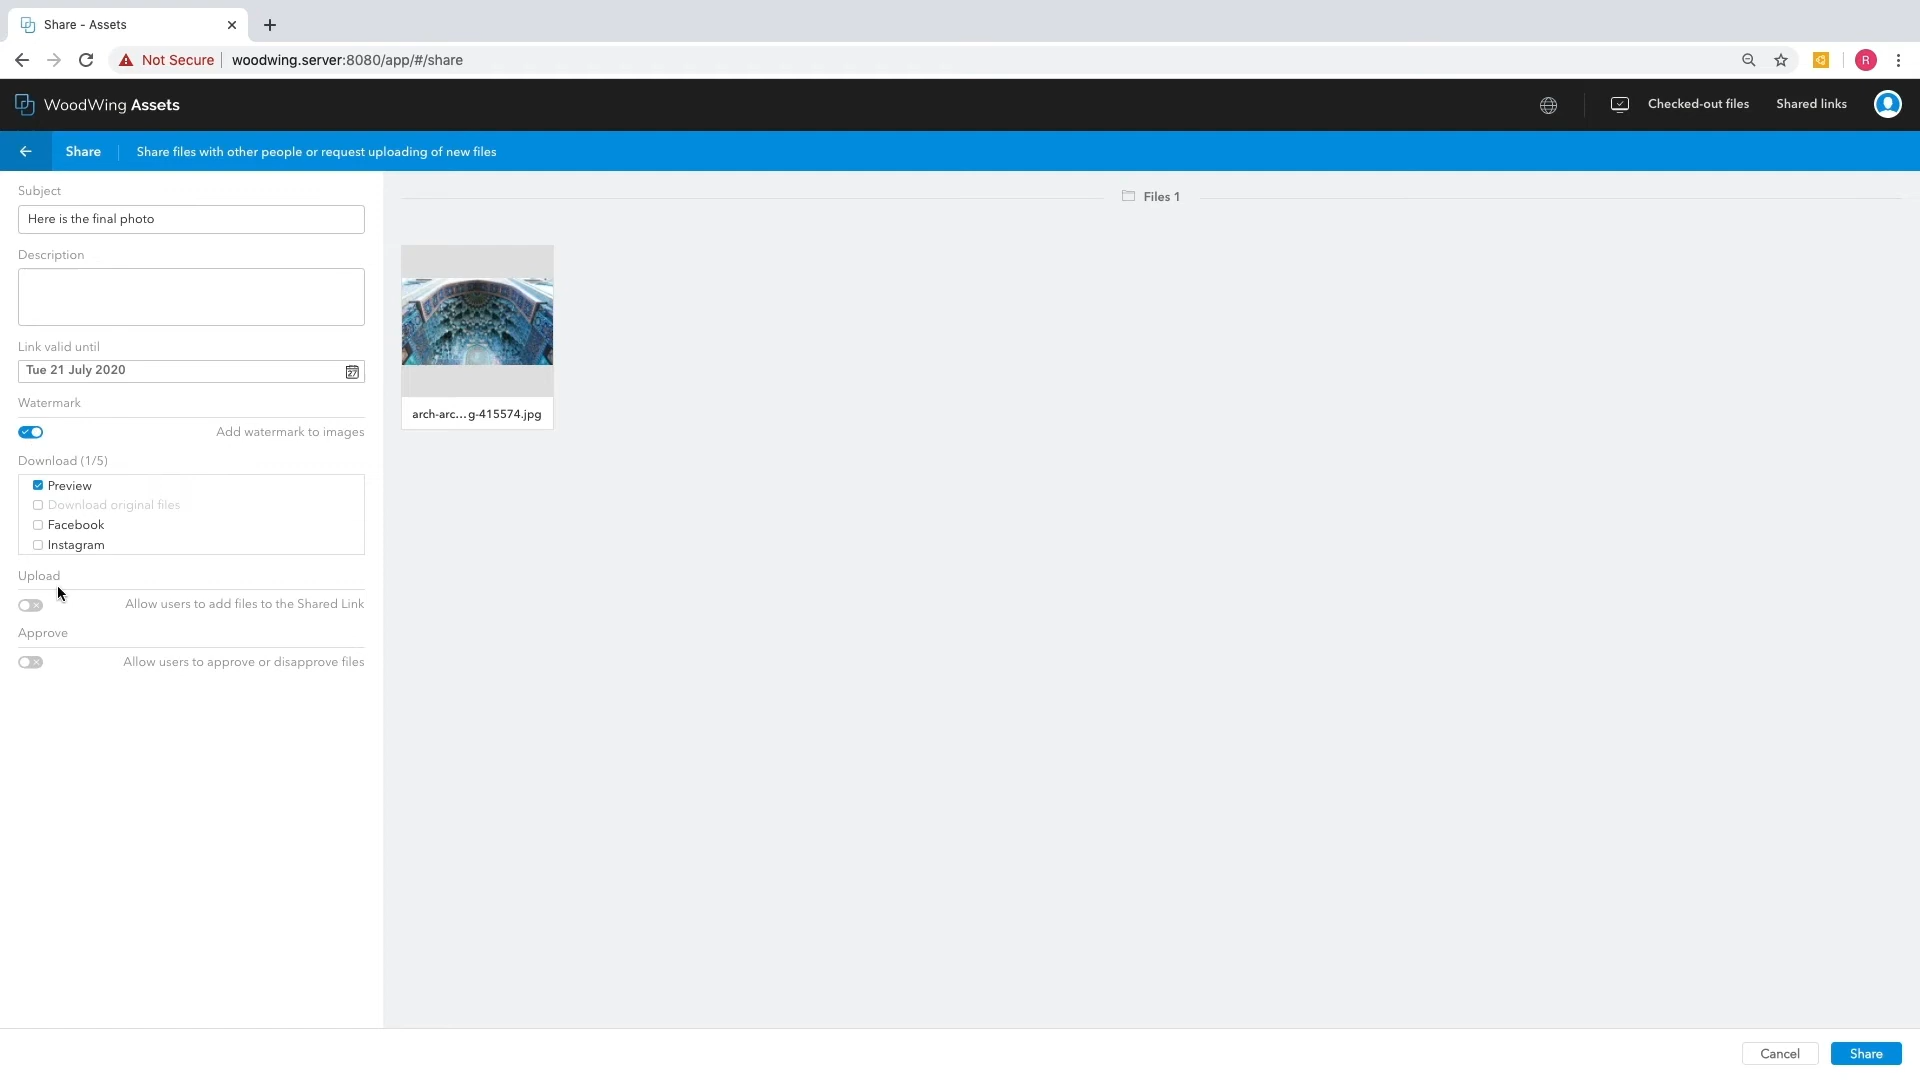 Share - Assets
Not Secure woodwing.server:8080/app/#/share
R
WoodWing Assets
Checked-out files
Shared links
Share
Share files with other people or request uploading of new files
Subject
Here is the final photo
Description
Link valid until
Tue 21 July 2020
27
Watermark
Add watermark to images
Download (1/5)
Preview
Download original files
Facebook
Instagram
Upload
Allow users to add files to the Shared Link
Approve
Allow users to approve or disapprove files
Files 1
arch-arc...g-415574.jpg
Cancel
Share